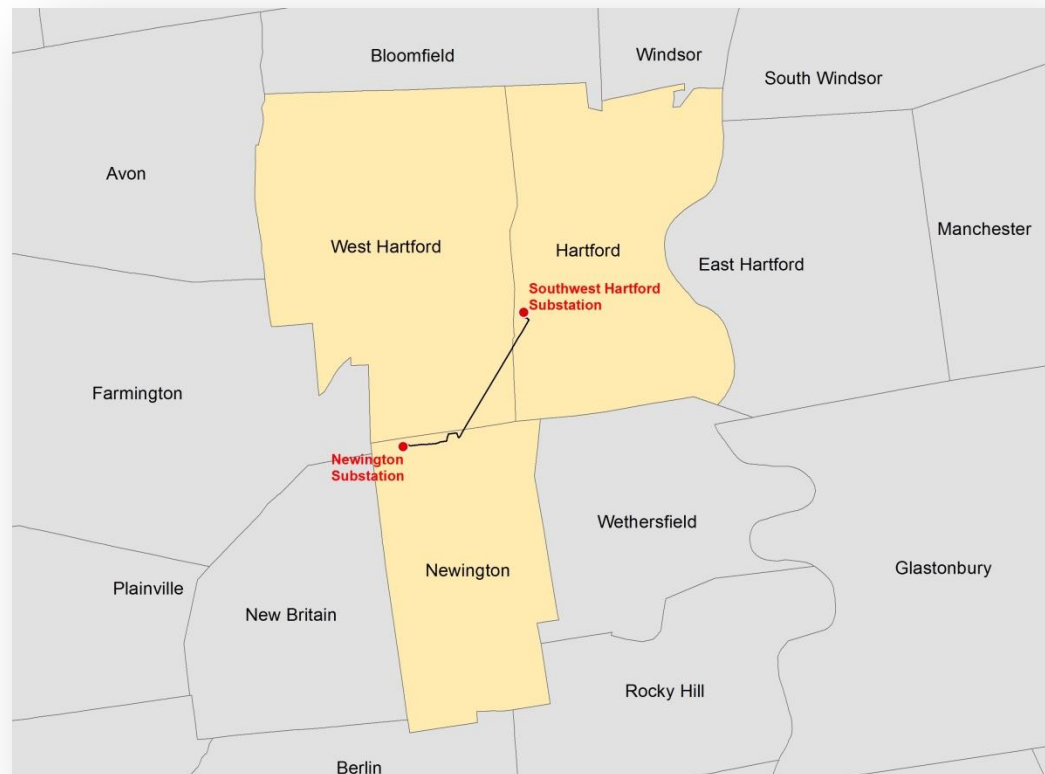 Bloomfield
Windsor
South Windsor
Avon
Manchester
West Hartford
Hartford
East Hartford
Southwest Hartford
Substation
Farmington
Newington
Substation
Wethersfield
Glastonbury
Newington
Plainville
New Britain
Rocky Hill
Berlin